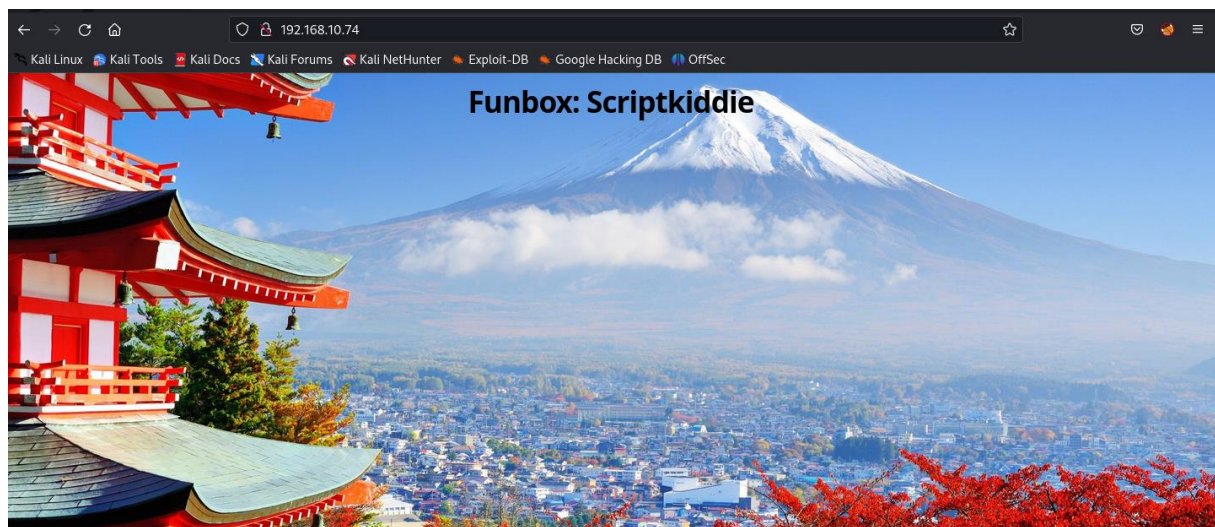 192.168.10.74
Kali Linux Kali Tools Kali Docs Kali Forums Kali NetHunter Exploit-DB Google Hacking DB OffSec
Funbox: Scriptkiddie